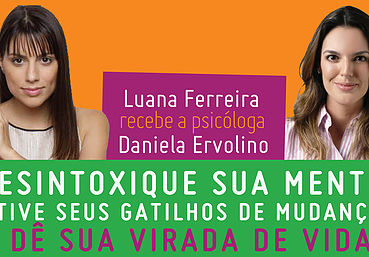 Luana Ferreira
recebe a psicóloga
Daniela Ervolino
ESINTOXIQUE SUA MENT
TIVE SEUS GATILHOS DE MUDANÇ
DÊ SUA VIRADA DE VIDA